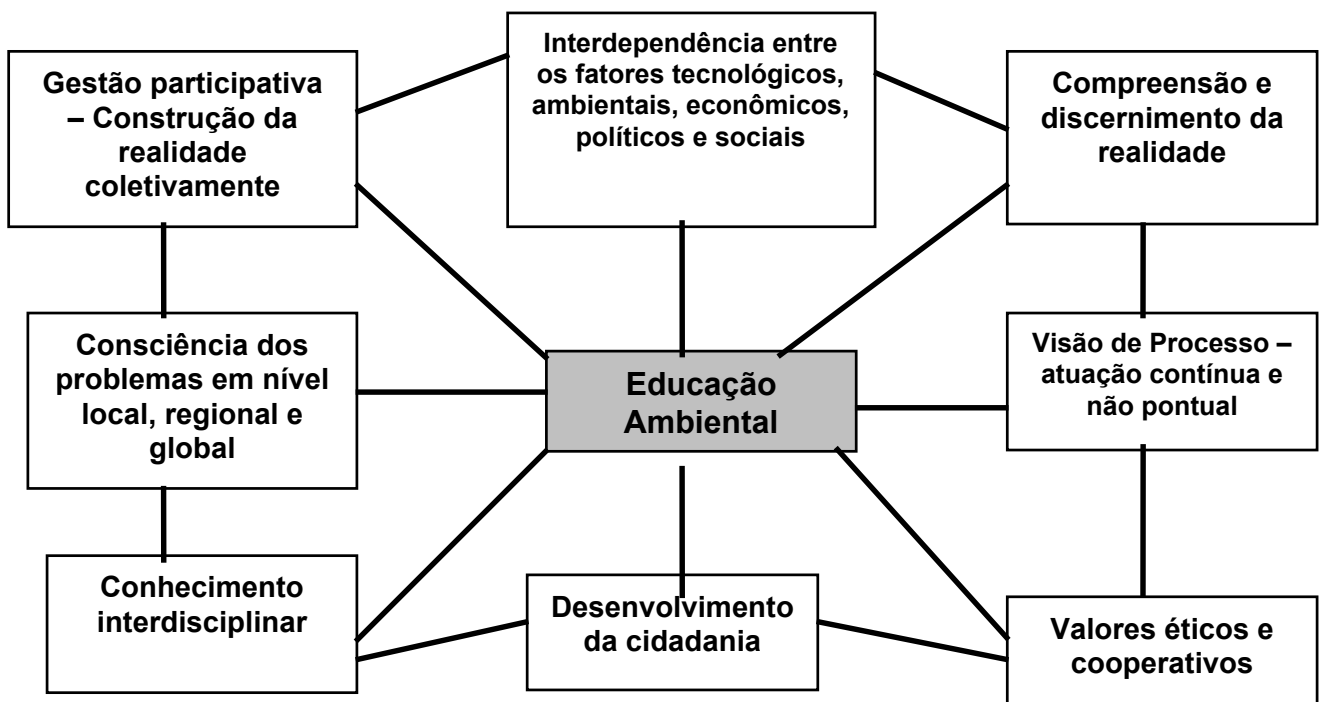 Gestão participativa
– Construção da
realidade
coletivamente
Interdependência entre
os fatores tecnológicos,
ambientais, econômicos,
políticos e sociais
Compreensão e
discernimento da
realidade
Consciência dos
problemas em nível
local, regional e
global
Educação
Ambiental
Visão de Processo –
atuação contínua e
não pontual
Conhecimento
interdisciplinar
Desenvolvimento
da cidadania
Valores éticos e
cooperativos